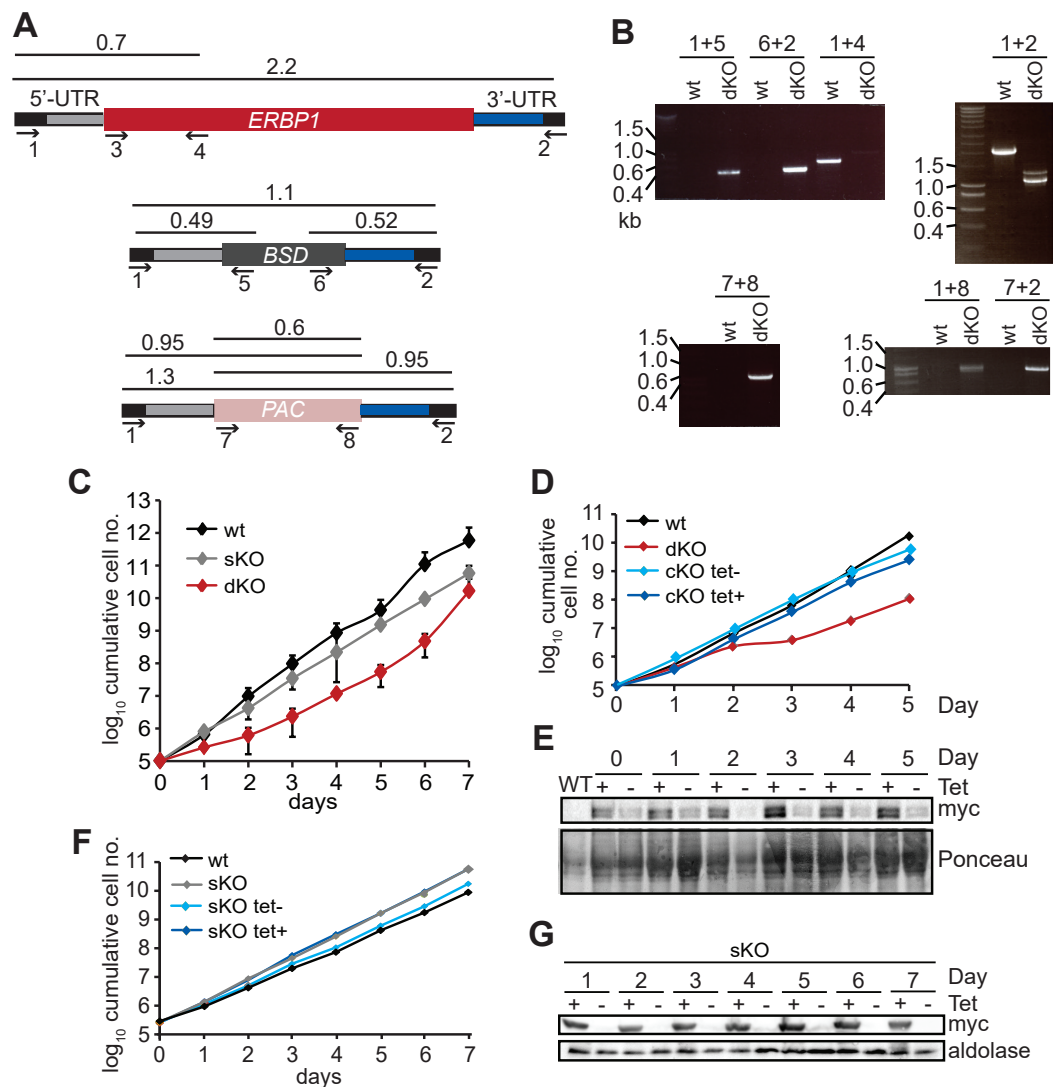 A
0.7
2.2
5'-UTR
3'-UTR
ERBP1
1
3
4
2
1.1
0.49
0.52
BSD
1
5
6
2
0.6
0.95
0.95
1.3
PAC
1
7
8
2
B
1+5 6+2 1+4
wt dKO wt dKO wt dKO
1.5
1.0
0.6
0.4
kb
1+2
wt dKO
1.5
1.0
0.6
0.4
7+8
wt dKO
1.5
1.0
0.6
0.4
1+8 7+2
wt dKO wt dKO
1.5
1.0
0.6
0.4
C
log10 cumulative cell no.
13
12
11
10
9
8
7
6
5
wt
sKO
dKO
0 1 2 3 4 5 6 7
days
D
log10 cumulative
cell no.
11
10
9
8
7
6
5
wt
dKO
cKO tet-
cKO tet+
0 1 2 3 4 5 Day
E
0 1 2 3 4 5 Day
WT + - + - + - + - + - + - Tet
myc
Ponceau
F
log10 cumulative cell no.
11
10
9
8
7
6
5
wt
sKO
sKO tet-
sKO tet+
0 1 2 3 4 5 6 7
days
G
sKO
1 2 3 4 5 6 7 Day
+ - + - + - + - + - + - + - Tet
myc
aldolase